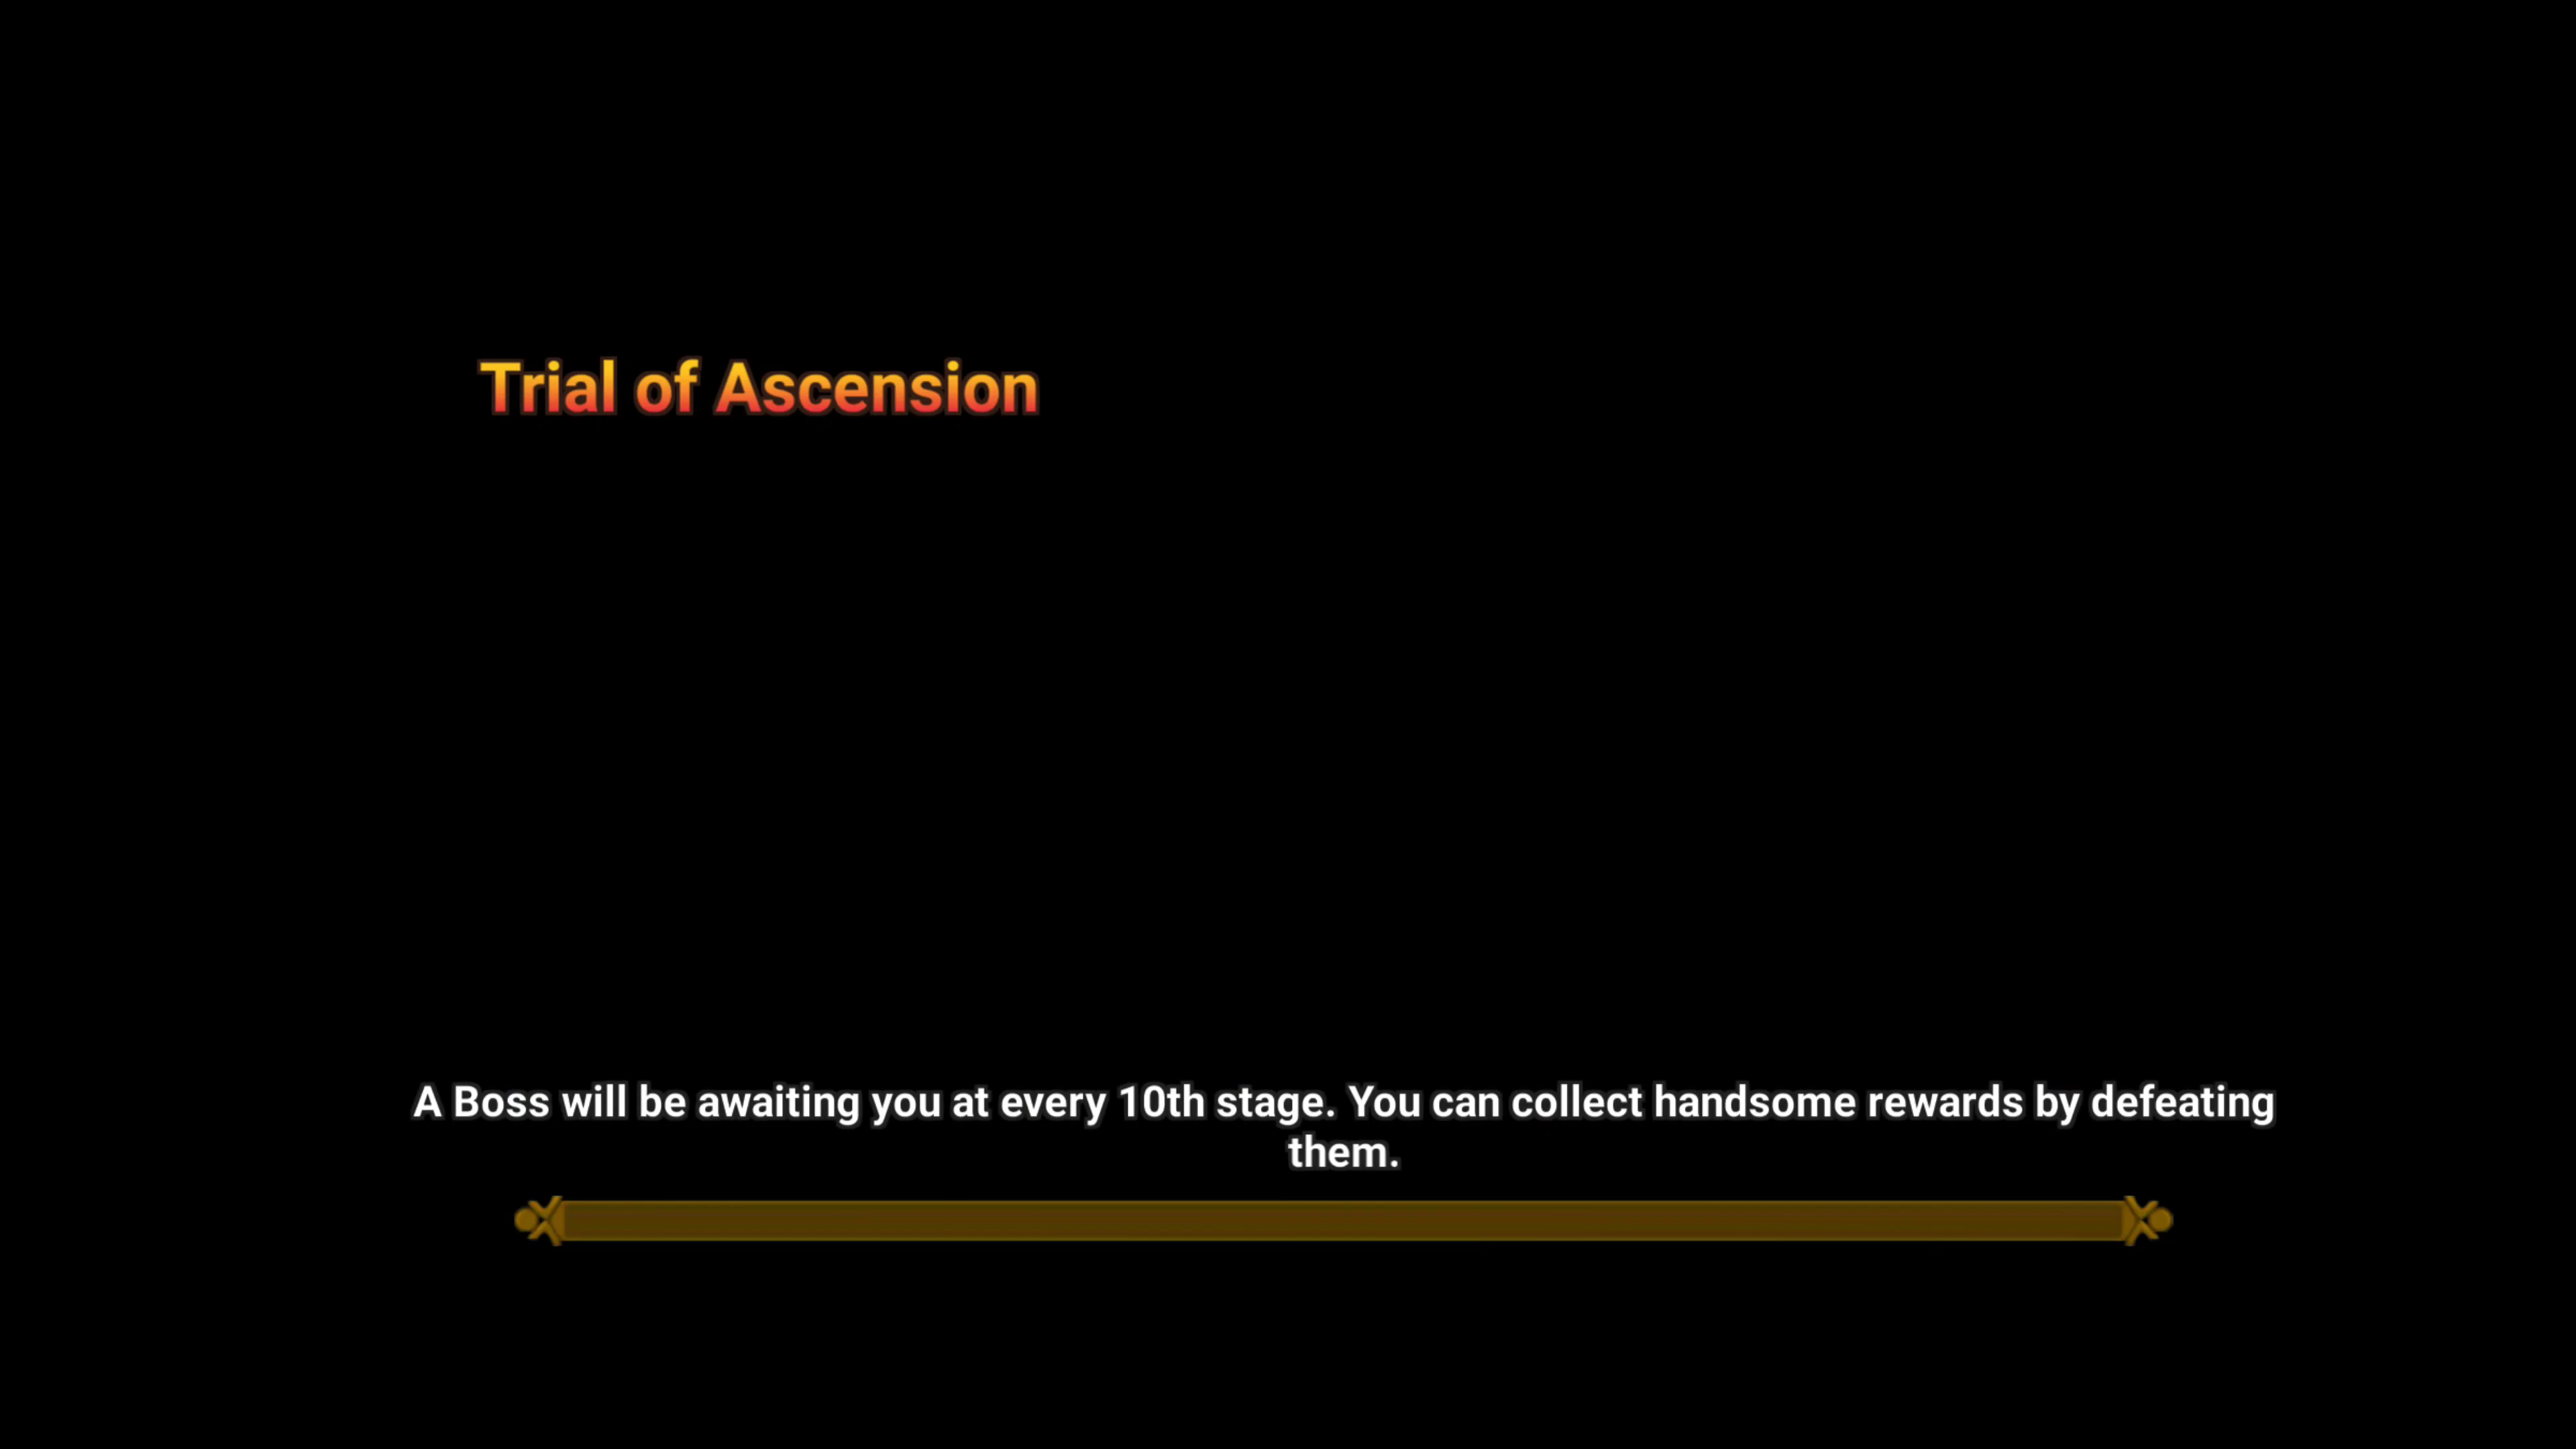 Trial of Ascension
A Boss will be awaiting you at every 10th stage. You can collect handsome rewards by defeating
them.